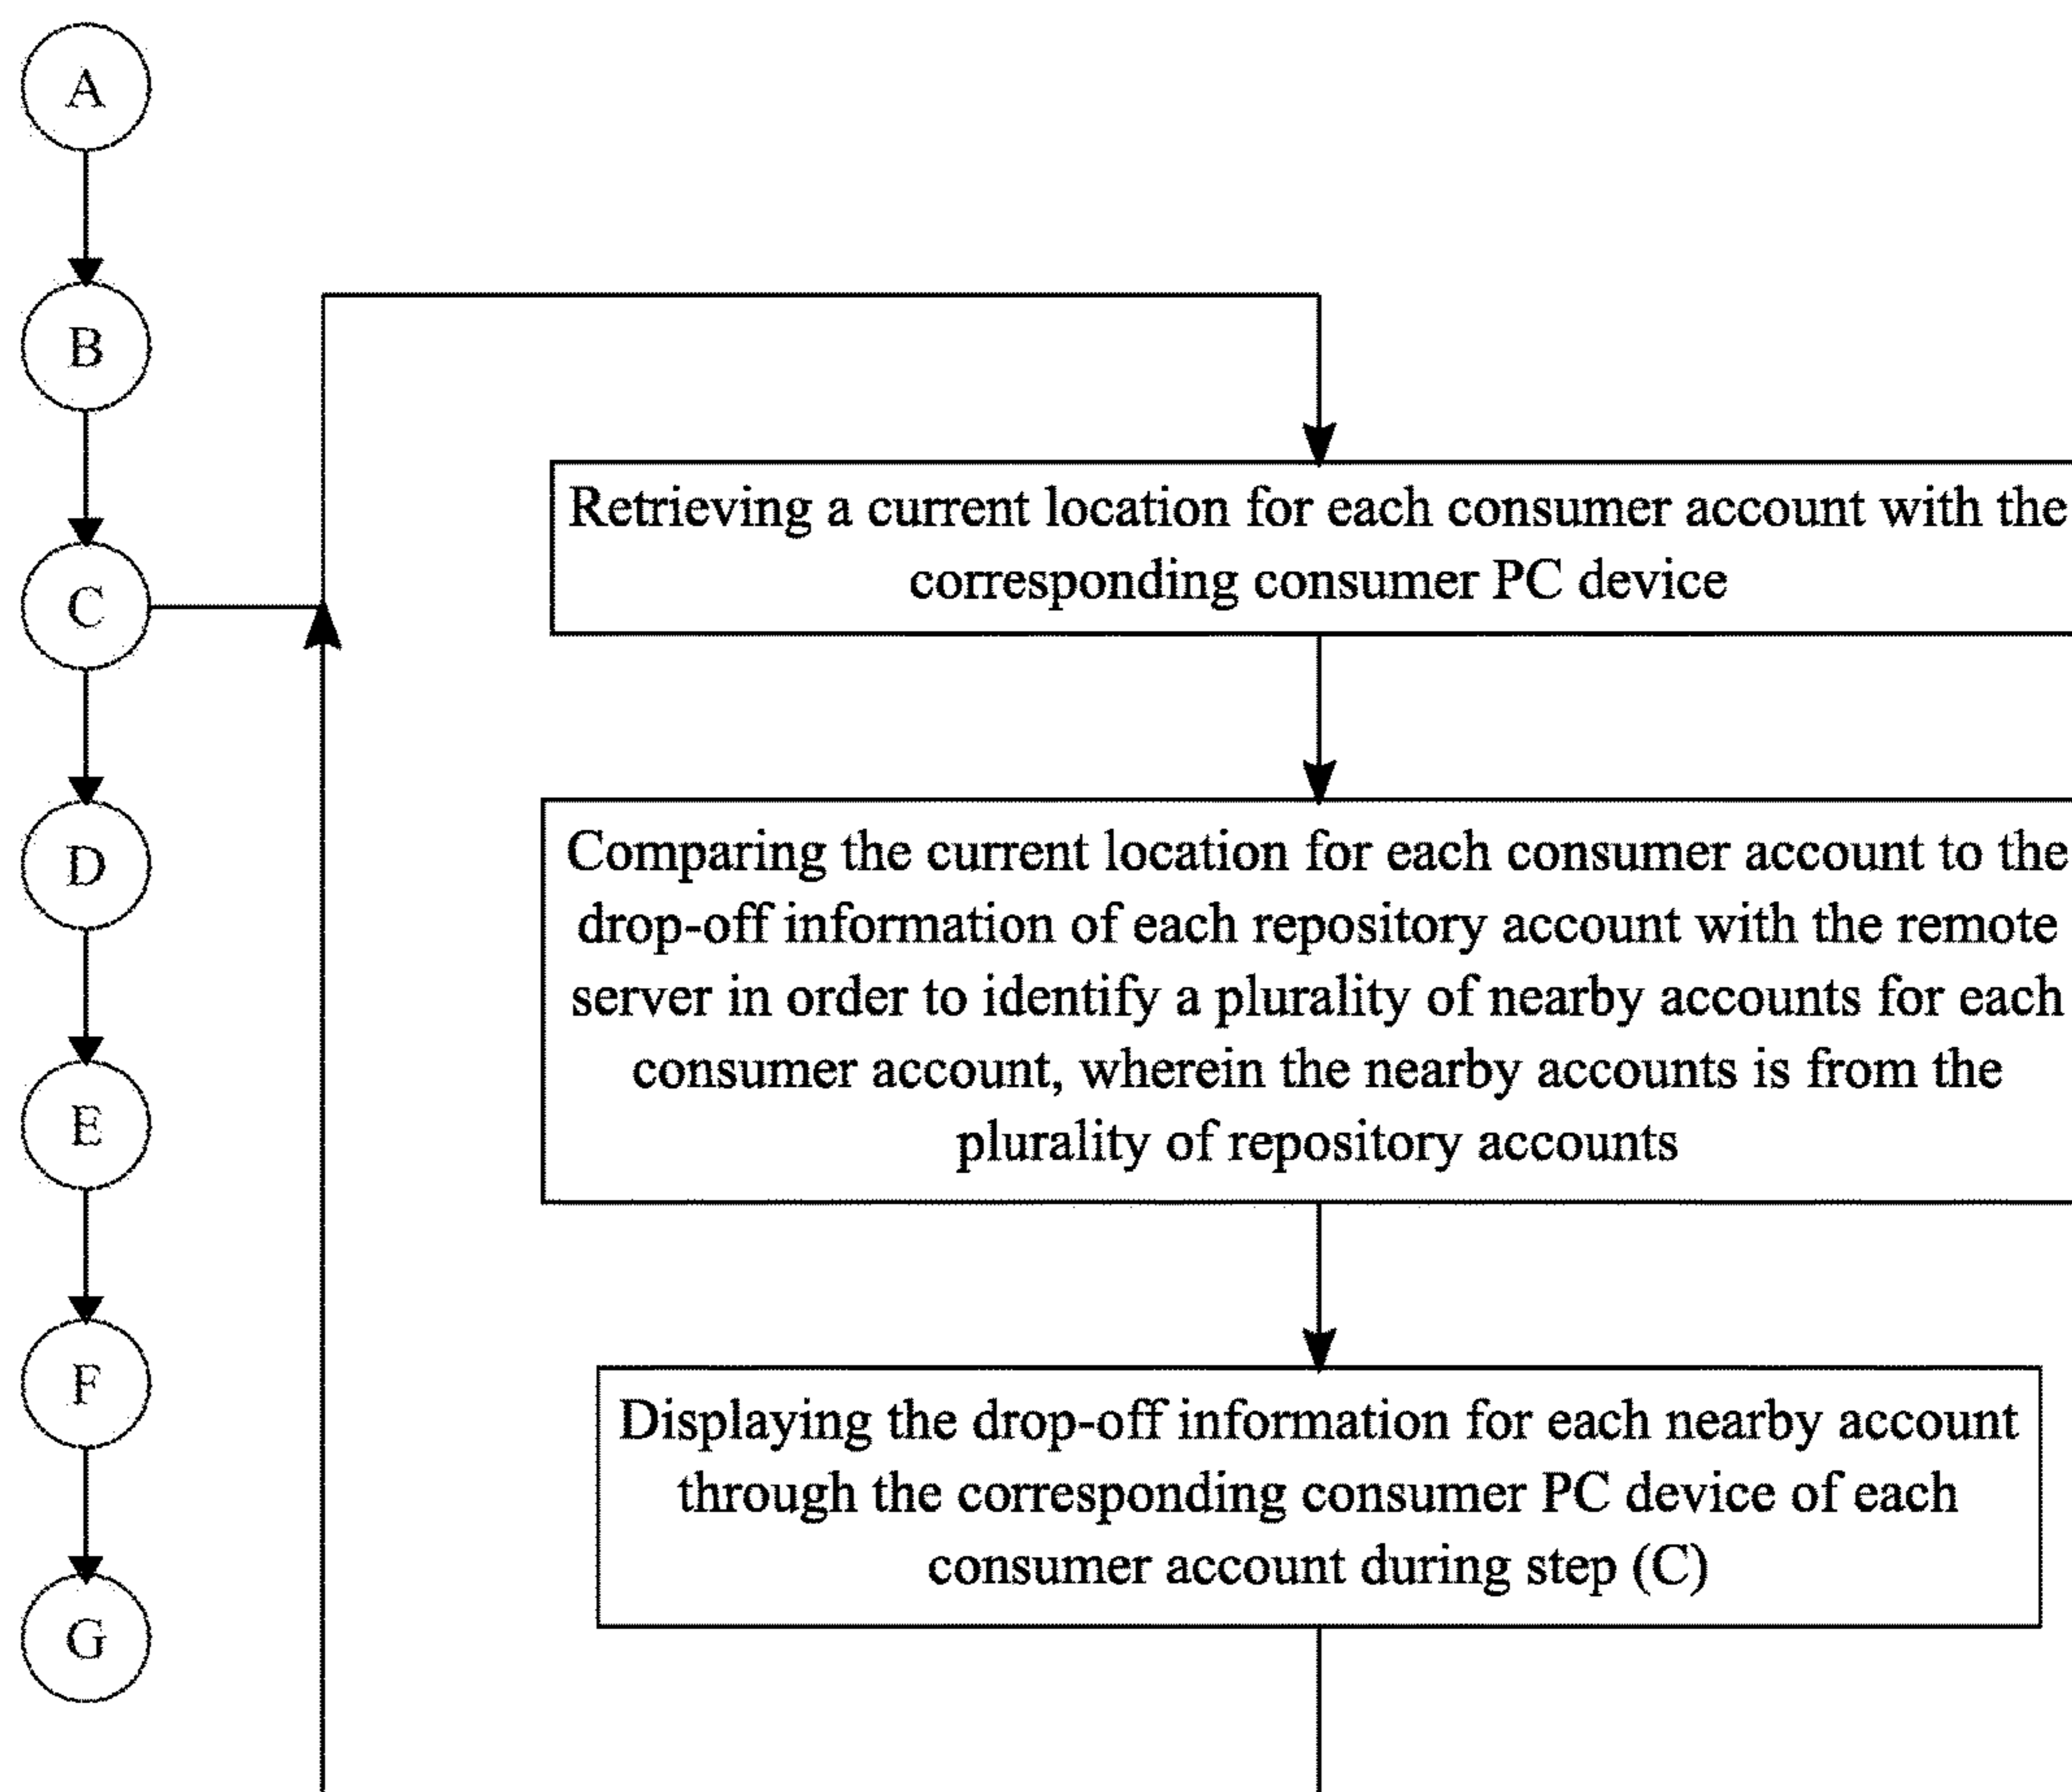 A
B
C
D
E
F
G
Retrieving a current location for each consumer account with the
corresponding consumer PC device
Comparing the current location for each consumer account to the
drop-off information of each repository account with the remote
server in order to identify a plurality of nearby accounts for each
consumer account, wherein the nearby accounts is from the
plurality of repository accounts
Displaying the drop-off information for each nearby account
through the corresponding consumer PC device of each
consumer account during step (C)